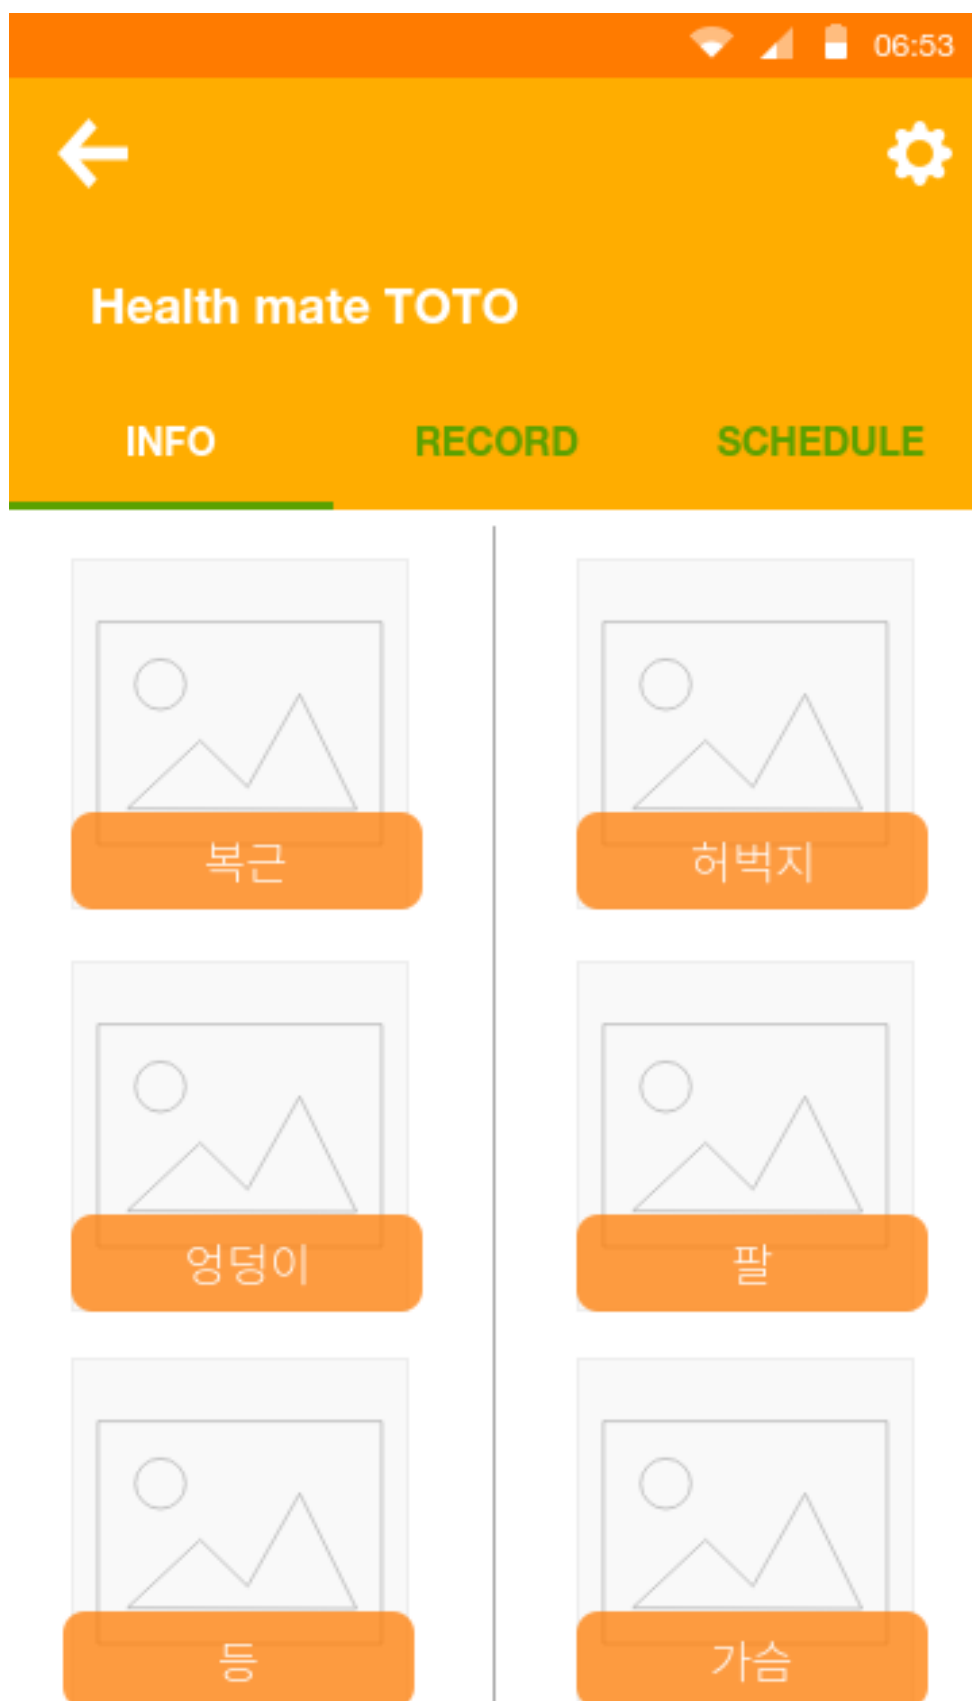 06:53
Health mate TOTO
INFO RECORD SCHEDULE
복근 허벅지
엉덩이 팔
등 가슴